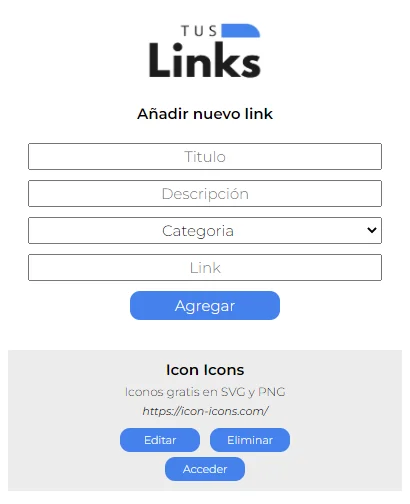 TUS
Links
Añadir nuevo link
Titulo
Descripción
Categoria
Link
Agregar
Icon Icons
Iconos gratis en SVG y PNG
https://icon-icons.com/
Editar Eliminar
Acceder